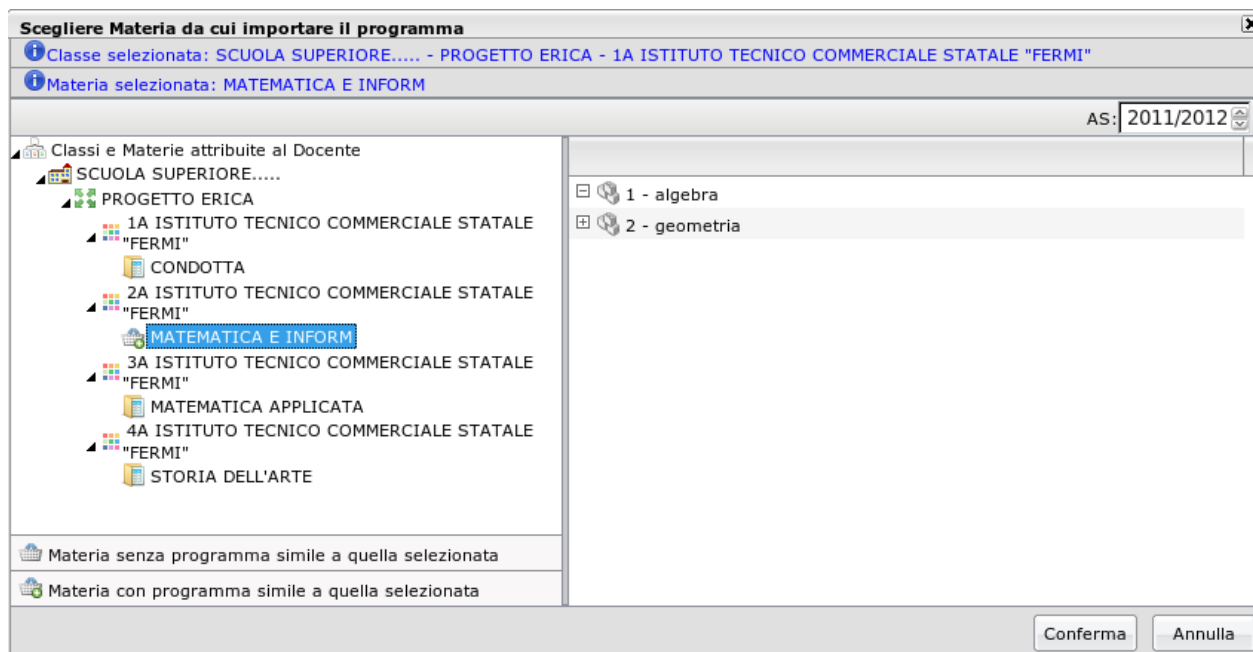 Scegliere Materia da cui importare il programma
Classe selezionata: SCUOLA SUPERIORE..... - PROGETTO ERICA - 1A ISTITUTO TECNICO COMMERCIALE STATALE "FERMI"
Materia selezionata: MATEMATICA E INFORM
AS: 2011/2012
Classi e Materie attribuite al Docente
SCUOLA SUPERIORE.....
PROGETTO ERICA
1A ISTITUTO TECNICO COMMERCIALE STATALE
"FERMI"
CONDOTTA
2A ISTITUTO TECNICO COMMERCIALE STATALE
"FERMI"
MATEMATICA E INFORM
3A ISTITUTO TECNICO COMMERCIALE STATALE
"FERMI"
MATEMATICA APPLICATA
4A ISTITUTO TECNICO COMMERCIALE STATALE
"FERMI"
STORIA DELL'ARTE
Materia senza programma simile a quella selezionata
Materia con programma simile a quella selezionata
1 - algebra
2 - geometria
Conferma
Annulla